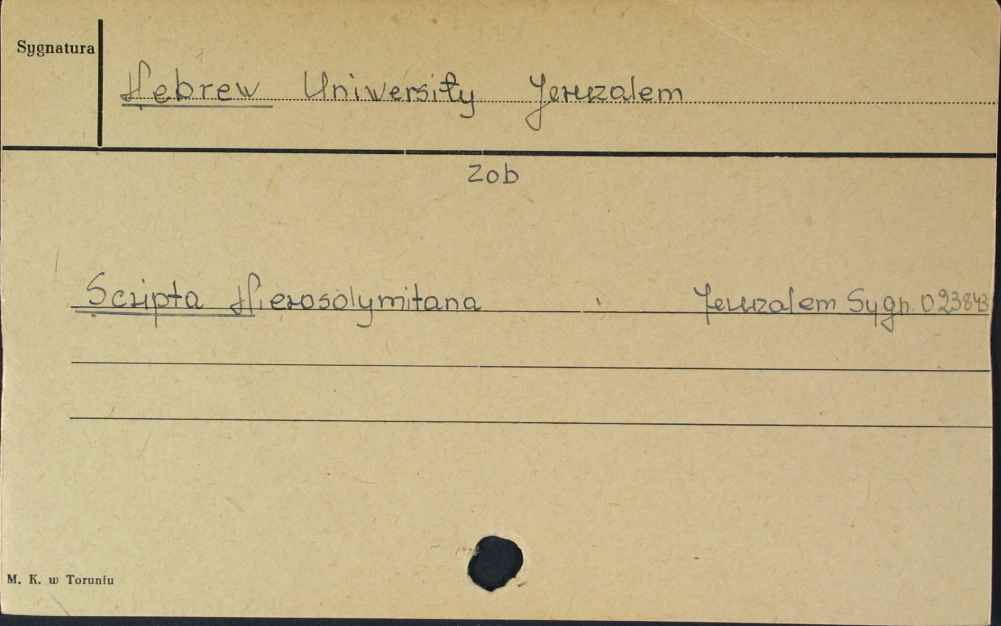 Sygnatura
Hebrew University Jeruzalem
Zob
Scripta Hierosolymitana Jeruzalem Sygn. 023843
M. K. w Toruniu